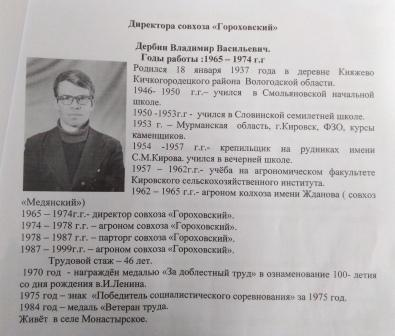 Директора совхоза «Гороховский»
Дербин Владимир Васильевич.
Годы работы :1965 – 1974 г.г
Родился 18 января 1937 года в деревне Княжево
Кичкогородецкого района Вологодской области.
1946- 1950 г.г.– учился в Смольяновской начальной
школе.
1950 -1953г.г - учился в Словинской семилетней школе.
1953 г. – Мурманская область, г.Кировск, ФЗО, курсы
каменщиков.
1954 -1957 г.г.- крепильщик на рудниках имени
С.М.Кирова. учился в вечерней школе.
1957 – 1962г.г.- учёба на агрономическом факультете
Кировского сельскохозяйственного института.
1962 – 1965 г.г.- агроном колхоза имени Жданова ( совхоз
«Медянский»)
1965 – 1974г.г.- директор совхоза «Гороховский».
1974 – 1978 г.г. – агроном совхоза «Гороховский».
1978 – 1987 г.г.- парторг совхоза «Гороховский».
1987 – 1999г.г.– агроном совхоза «Гороховский».
Трудовой стаж – 46 лет.
1970 год - награждён медалью «За доблестный труд» в ознаменование 100- летия
со дня рождения в.И.Ленина.
1975 год – знак «Победитель социалистического соревнования» за 1975 год.
1984 год – медаль «Ветеран труда.
Живёт в селе Монастырское.